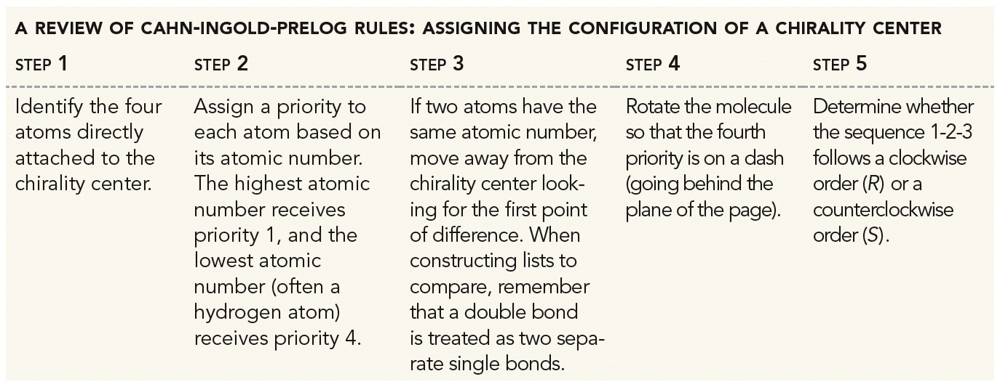 A REVIEW OF CAHN-INGOLD-PRELOG RULES: ASSIGNING THE CONFIGURATION OF A CHIRALITY CENTER
STEP 1
Identify the four
atoms directly
attached to the
chirality center.
STEP 2
Assign a priority to
each atom based on
its atomic number.
The highest atomic
number receives
priority 1, and the
lowest atomic
number (often a
hydrogen atom)
receives priority 4.
STEP 3
If two atoms have the
same atomic number,
move away from the
chirality center look-
ing for the first point
of difference. When
constructing lists to
compare, remember
that a double bond
is treated as two sepa-
rate single bonds.
STEP 4
Rotate the molecule
so that the fourth
priority is on a dash
(going behind the
plane of the page).
STEP 5
Determine whether
the sequence 1-2-3
follows a clockwise
order (R) or a
counterclockwise
order (S).